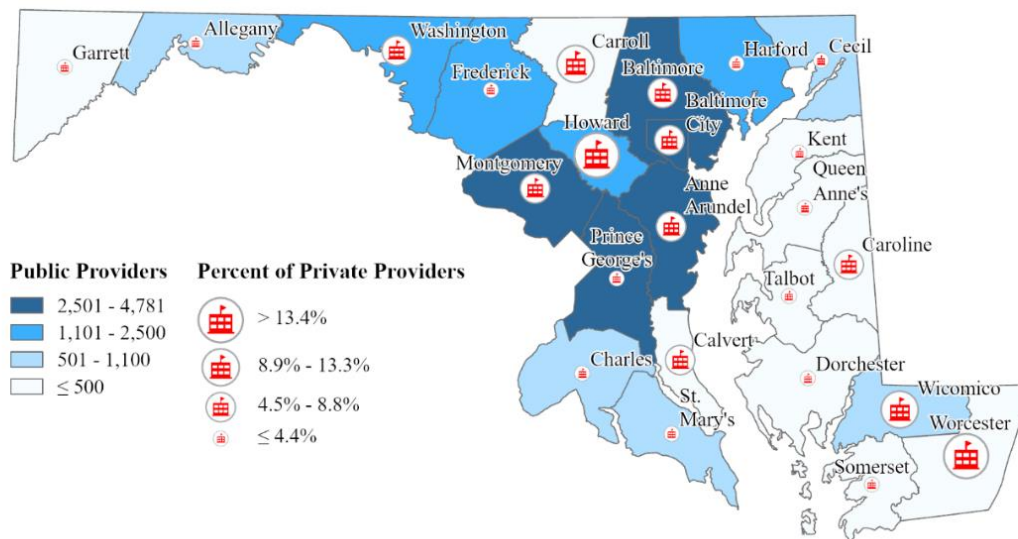 Garrett
Allegany
Washington
Frederick
Carroll
Baltimore
Baltimore
City
Harford
Cecil
Howard
Montgomery
Anne
Arundel
Prince
George's
Kent
Queen
Anne's
Caroline
Talbot
Calvert
Charles
St.
Mary's
Dorchester
Wicomico
Worcester
Somerset
Public Providers
2,501 - 4,781
1,101 - 2,500
501 - 1,100
≤ 500
Percent of Private Providers
> 13.4%
8.9% - 13.3%
4.5% - 8.8%
≤ 4.4%